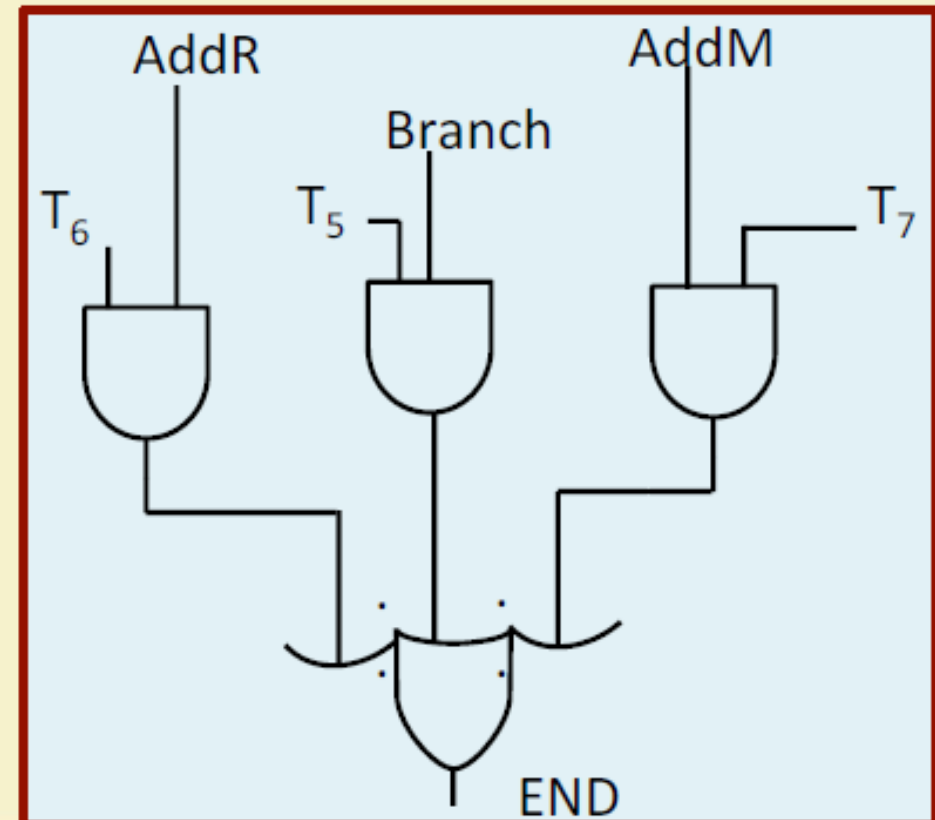 AddR
AddM
Branch
T₆
T₅
T₇
END